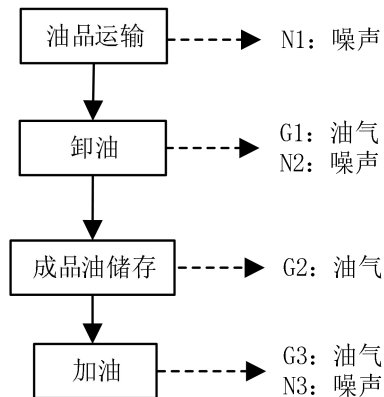 油品运输
N1：噪声
卸油
G1：油气
N2：噪声
成品油储存
G2：油气
加油
G3：油气
N3：噪声